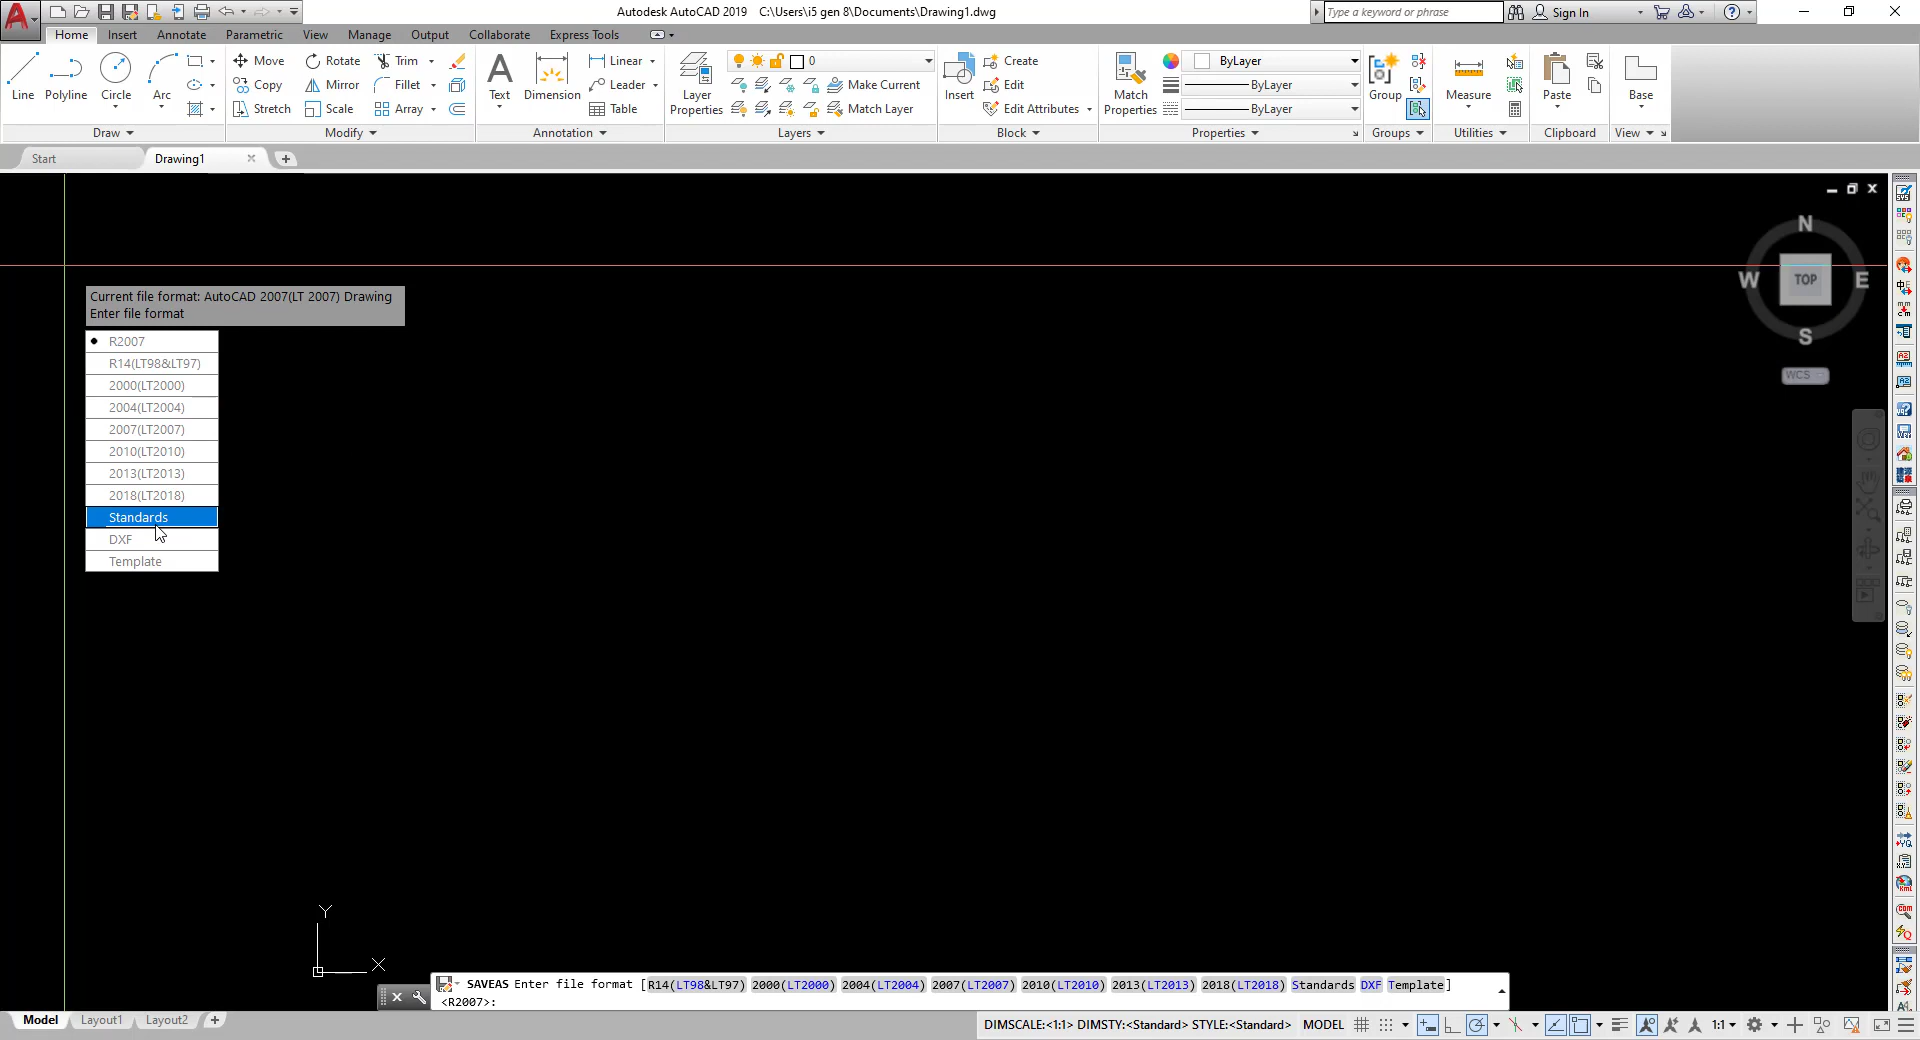 Autodesk AutoCAD 2019 C:\Users\i5 gen 8\Documents\Drawing1.dwg
Type a keyword or phrase
Sign In
Home Insert Annotate Parametric View Manage Output Collaborate Express Tools
Line Polyline Circle Arc
Move Rotate Trim
Copy Mirror Fillet
Stretch Scale Array
Text Dimension
Linear
Leader
Table
Layer Properties
0
Make Current
Match Layer
Insert
Create
Edit
Edit Attributes
Match Properties
ByLayer
ByLayer
ByLayer
Group
Measure
Paste
Base
Draw Modify Annotation Layers Block Properties Groups Utilities Clipboard View
Start Drawing1
N
W TOP E
S
WCS
Current file format: AutoCAD 2007(LT 2007) Drawing
Enter file format
R2007
R14(LT98&LT97)
2000(LT2000)
2004(LT2004)
2007(LT2007)
2010(LT2010)
2013(LT2013)
2018(LT2018)
Standards
DXF
Template
Y
X
SAVEAS Enter file format [R14(LT98&LT97) 2000(LT2000) 2004(LT2004) 2007(LT2007) 2010(LT2010) 2013(LT2013) 2018(LT2018) Standards DXF Template]
<R2007>:
Model Layout1 Layout2
DIMSCALE:<1:1> DIMSTY:<Standard> STYLE:<Standard> MODEL 1:1